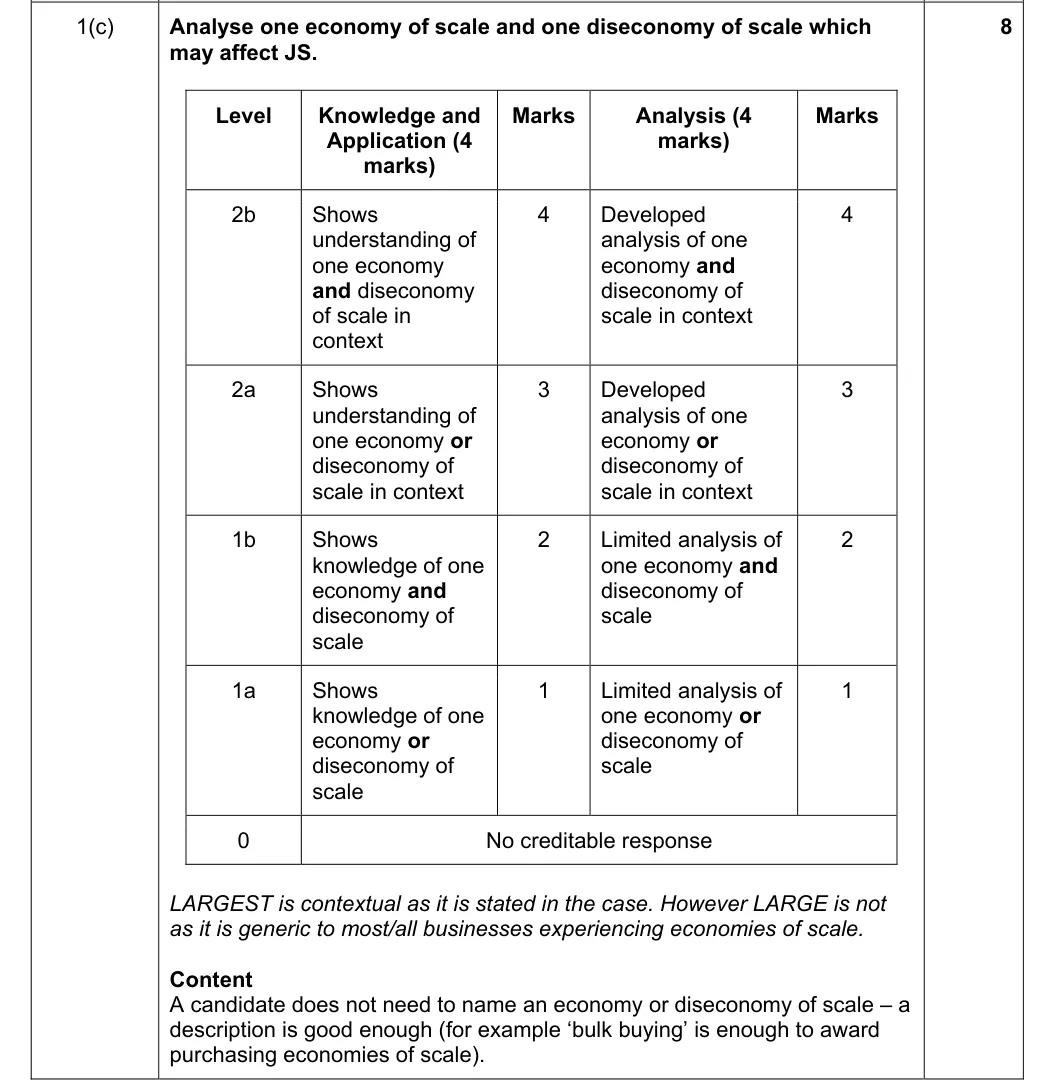 1(c)
Analyse one economy of scale and one diseconomy of scale which
may affect JS.
8
Level
Knowledge and
Application (4
marks)
Marks
Analysis (4
marks)
Marks
2b
Shows
understanding of
one economy
and diseconomy
of scale in
context
4
Developed
analysis of one
economy and
diseconomy of
scale in context
4
2a
Shows
understanding of
one economy or
diseconomy of
scale in context
3
Developed
analysis of one
economy or
diseconomy of
scale in context
3
1b
Shows
knowledge of one
economy and
diseconomy of
scale
2
Limited analysis of
one economy and
diseconomy of
scale
2
1a
Shows
knowledge of one
economy or
diseconomy of
scale
1
Limited analysis of
one economy or
diseconomy of
scale
1
0
No creditable response
LARGEST is contextual as it is stated in the case. However LARGE is not
as it is generic to most/all businesses experiencing economies of scale.
Content
A candidate does not need to name an economy or diseconomy of scale – a
description is good enough (for example ‘bulk buying’ is enough to award
purchasing economies of scale).